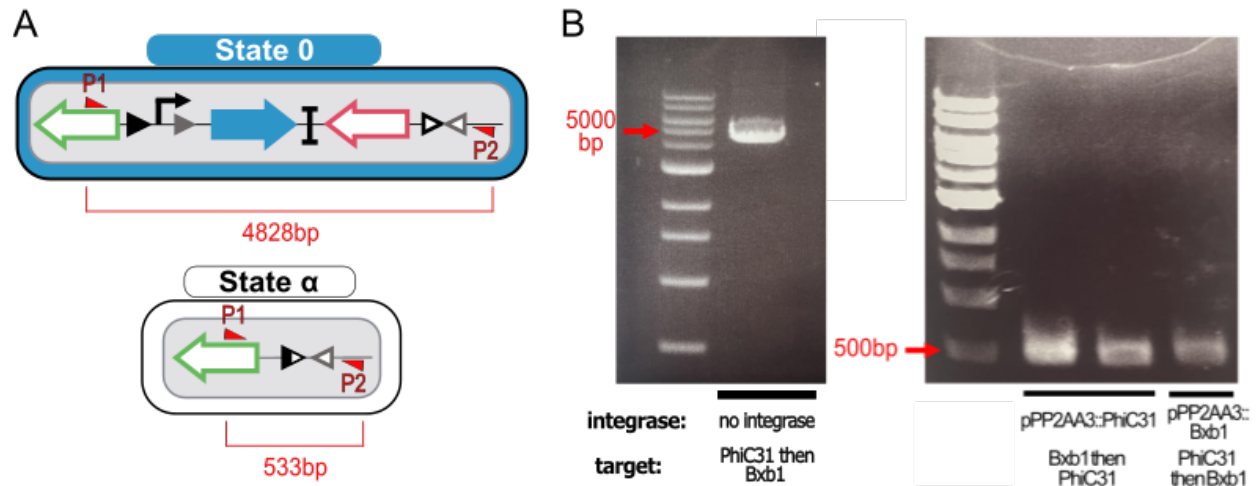 A
State 0
P1
P2
4828bp
State α
P1
P2
533bp
B
5000
bp
500bp
integrase:
no integrase
target:
PhiC31 then
Bxb1
pPP2AA3::PhiC31
Bxb1 then
PhiC31
pPP2AA3::
Bxb1
PhiC31
then Bxb1